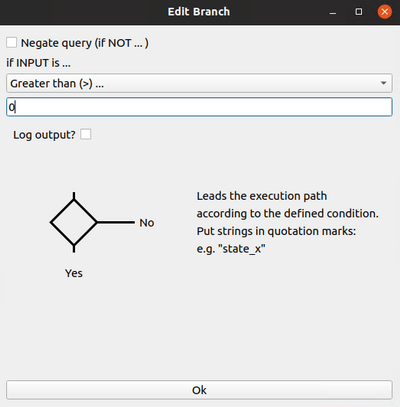 Edit Branch
Negate query (if NOT ... )
if INPUT is ...
Greater than (>) ...
0
Log output?
No
Yes
Leads the execution path
according to the defined condition.
Put strings in quotation marks:
e.g. "state_x"
Ok